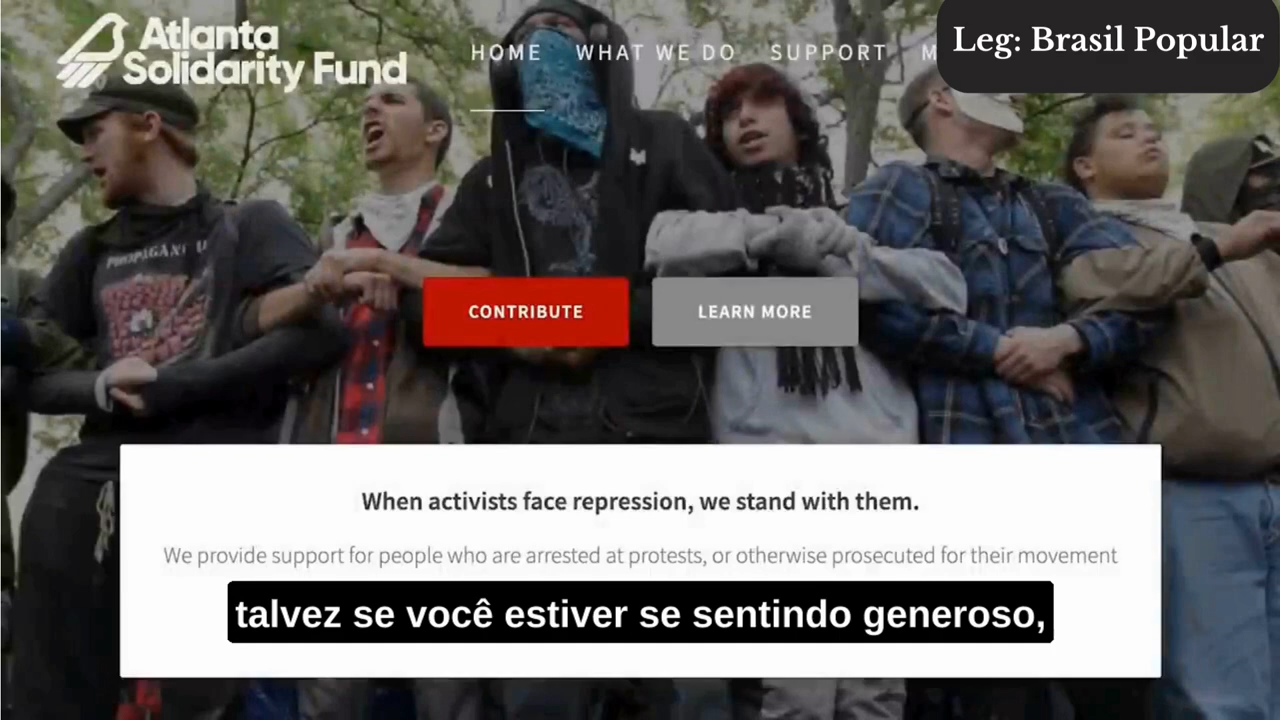 Atlanta
Solidarity Fund
HOME WHAT WE DO SUPPORT M
Leg: Brasil Popular
PROPAGANDHI
CONTRIBUTE
LEARN MORE
When activists face repression, we stand with them.
We provide support for people who are arrested at protests, or otherwise prosecuted for their movement
talvez se você estiver se sentindo generoso,